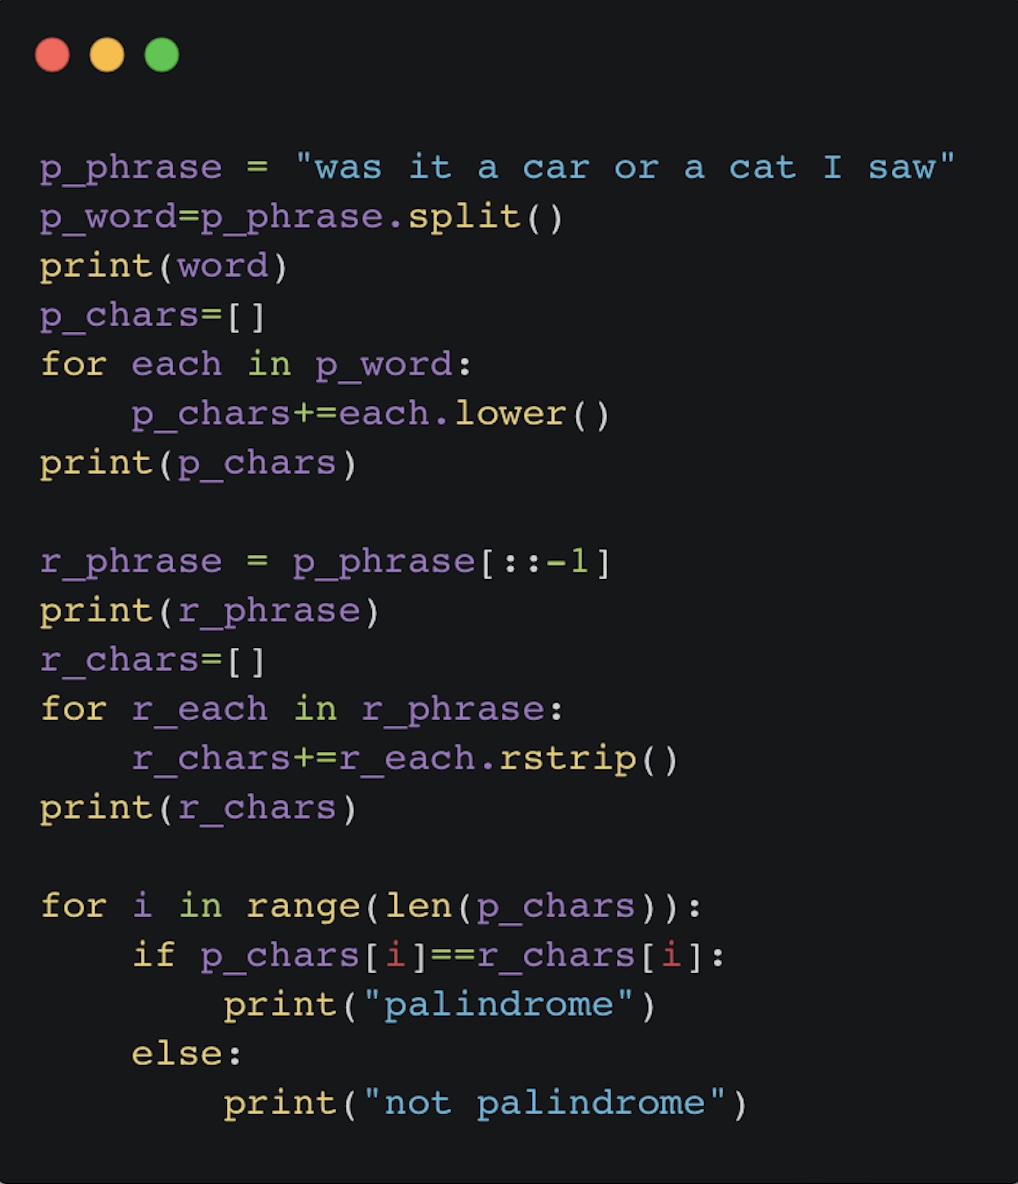 p_phrase = "was it a car or a cat I saw"
p_word=p_phrase.split()
print(word)
p_chars=[]
for each in p_word:
    p_chars+=each.lower()
print(p_chars)

r_phrase = p_phrase[::-1]
print(r_phrase)
r_chars=[]
for r_each in r_phrase:
    r_chars+=r_each.rstrip()
print(r_chars)

for i in range(len(p_chars)):
    if p_chars[i]==r_chars[i]:
        print("palindrome")
    else:
        print("not palindrome")